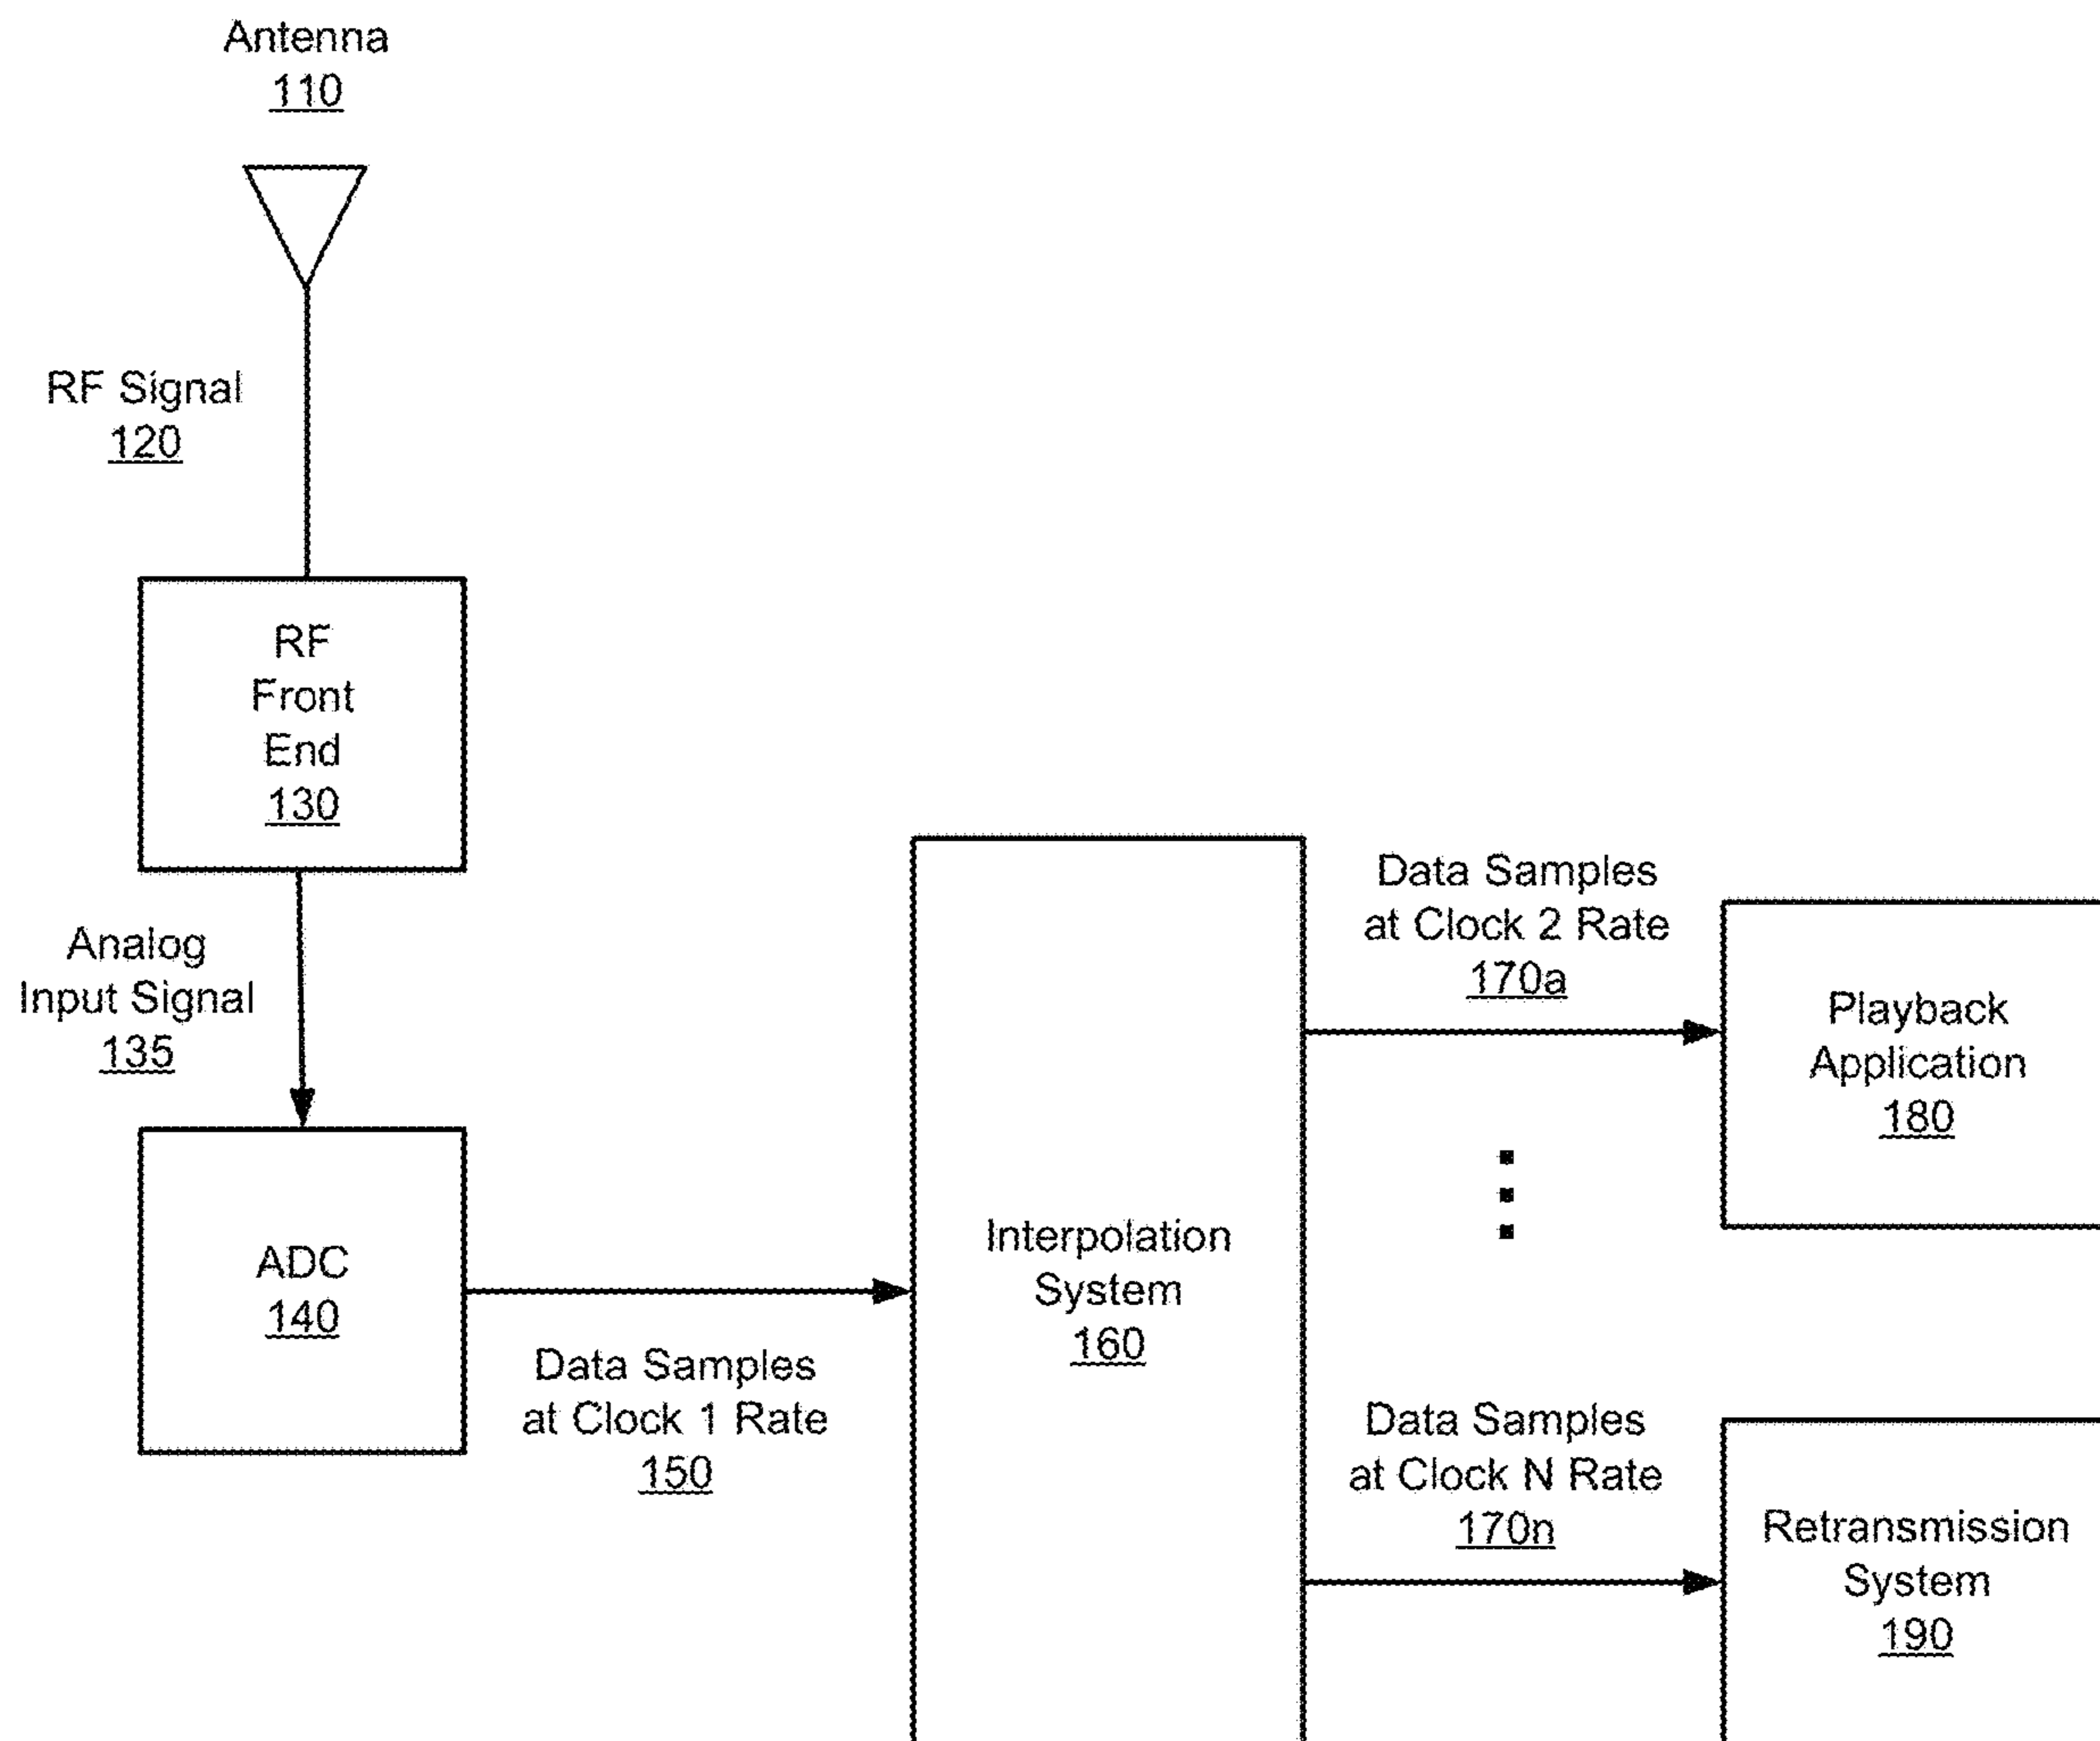 Antenna
110
RF Signal
120
RF
Front
End
130
Analog
Input Signal
135
ADC
140
Data Samples
at Clock 1 Rate
150
Interpolation
System
160
Data Samples
at Clock 2 Rate
170a
Playback
Application
180
Data Samples
at Clock N Rate
170n
Retransmission
System
190